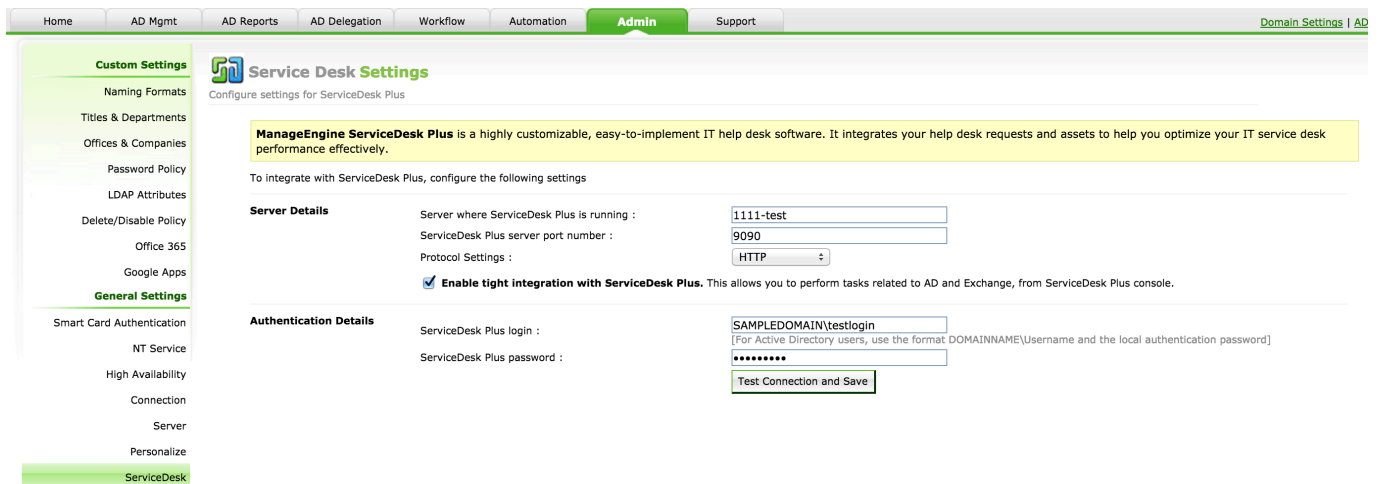 Home AD Mgmt AD Reports AD Delegation Workflow Automation Admin Support Domain Settings | AD
Custom Settings
Naming Formats
Titles & Departments
Offices & Companies
Password Policy
LDAP Attributes
Delete/Disable Policy
Office 365
Google Apps
General Settings
Smart Card Authentication
NT Service
High Availability
Connection
Server
Personalize
ServiceDesk
Service Desk Settings
Configure settings for ServiceDesk Plus
ManageEngine ServiceDesk Plus is a highly customizable, easy-to-implement IT help desk software. It integrates your help desk requests and assets to help you optimize your IT service desk
performance effectively.
To integrate with ServiceDesk Plus, configure the following settings
Server Details
Server where ServiceDesk Plus is running : 1111-test
ServiceDesk Plus server port number : 9090
Protocol Settings : HTTP
Enable tight integration with ServiceDesk Plus. This allows you to perform tasks related to AD and Exchange, from ServiceDesk Plus console.
Authentication Details
ServiceDesk Plus login : SAMPLEDOMAIN\testlogin
[For Active Directory users, use the format DOMAINNAME\Username and the local authentication password]
ServiceDesk Plus password : •••••••••
Test Connection and Save